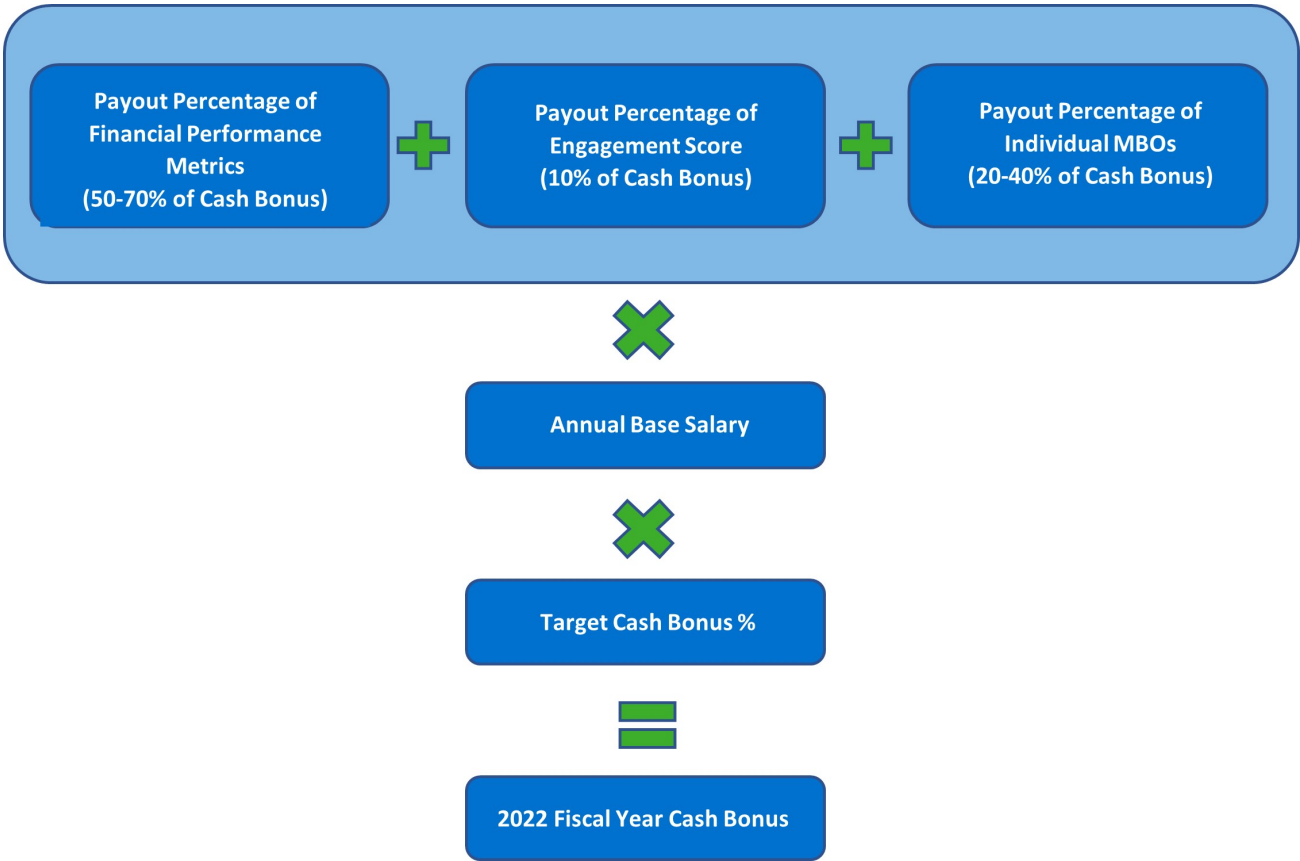 Payout Percentage of
Financial Performance
Metrics
(50-70% of Cash Bonus)
Payout Percentage of
Engagement Score
(10% of Cash Bonus)
Payout Percentage of
Individual MBOs
(20-40% of Cash Bonus)
Annual Base Salary
Target Cash Bonus %
2022 Fiscal Year Cash Bonus